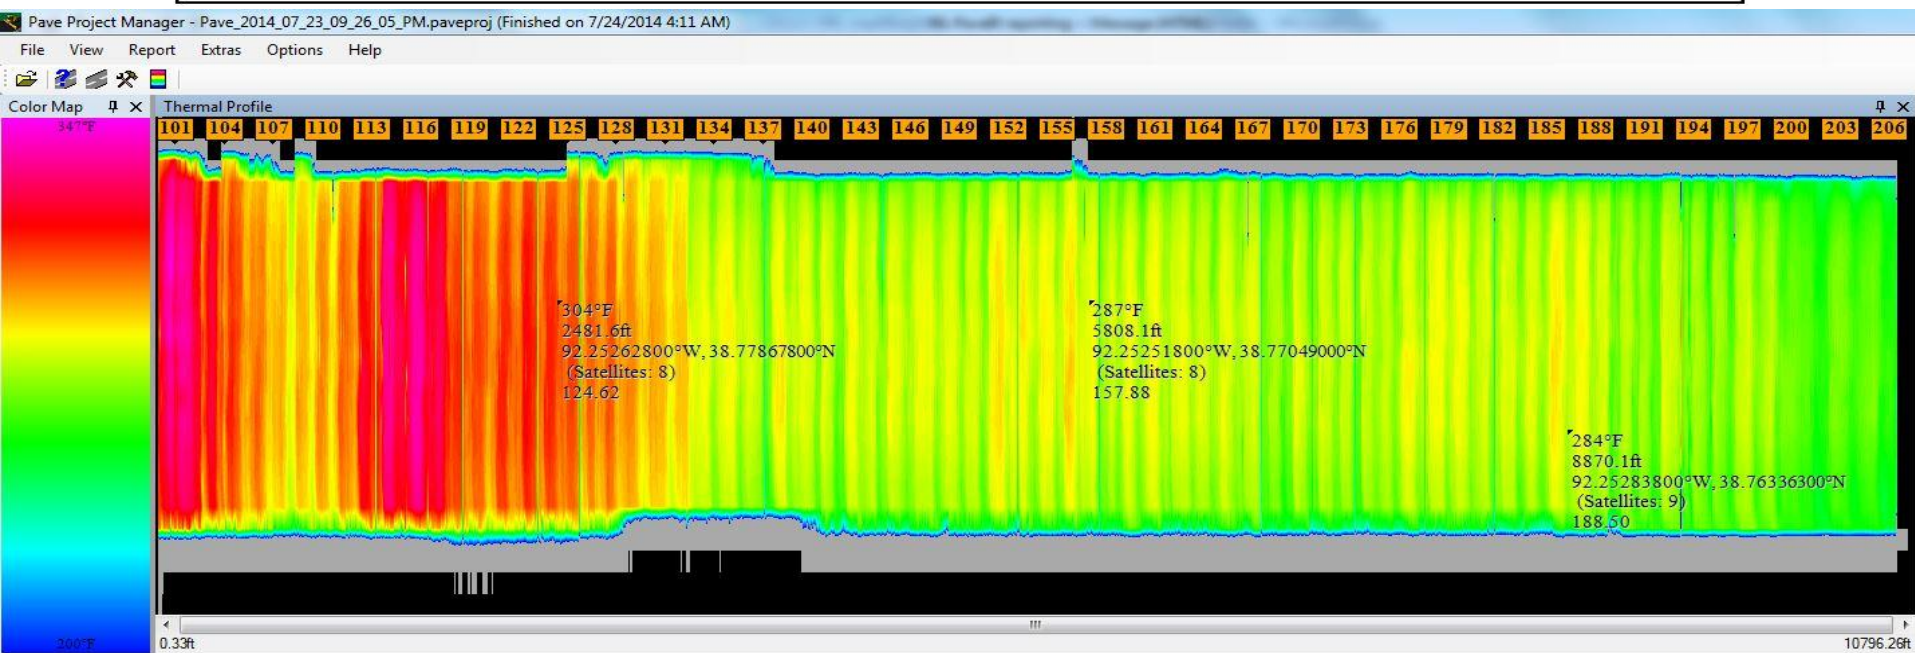 Pave Project Manager - Pave_2014_07_23_09_26_05_PM.paveproj (Finished on 7/24/2014 4:11 AM)
File View Report Extras Options Help
Color Map
Thermal Profile
347°F
101 104 107 110 113 116 119 122 125 128 131 134 137 140 143 146 149 152 155 158 161 164 167 170 173 176 179 182 185 188 191 194 197 200 203 206
304°F
2481.6ft
92.25262800°W, 38.77867800°N
(Satellites: 8)
124.62
287°F
5808.1ft
92.25251800°W, 38.77049000°N
(Satellites: 8)
157.88
284°F
8870.1ft
92.25283800°W, 38.76336300°N
(Satellites: 9)
188.50
200°F
0.33ft
10796.26ft